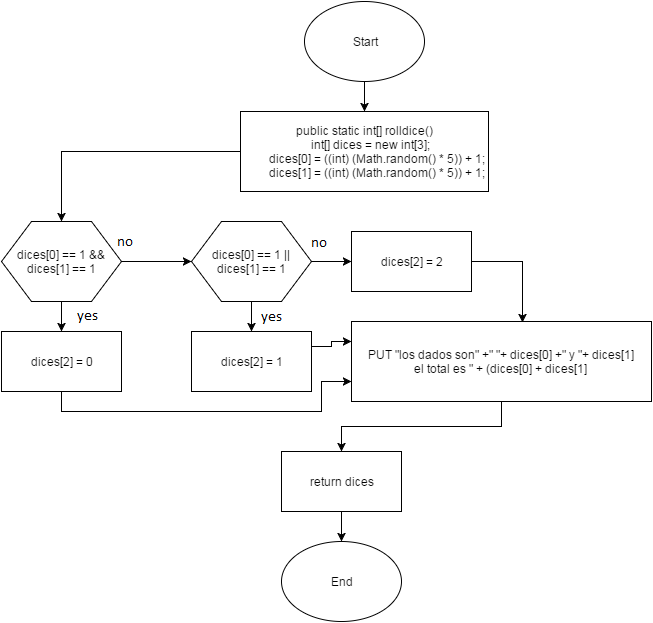 Start
public static int[] rolldice()
int[] dices = new int[3];
dices[0] = ((int) (Math.random() * 5)) + 1;
dices[1] = ((int) (Math.random() * 5)) + 1;
dices[0] == 1 &&
dices[1] == 1
no
dices[0] == 1 ||
dices[1] == 1
no
dices[2] = 2
yes
yes
dices[2] = 0
dices[2] = 1
PUT "los dados son" +" "+ dices[0] +" y "+ dices[1]
el total es " + (dices[0] + dices[1]
return dices
End